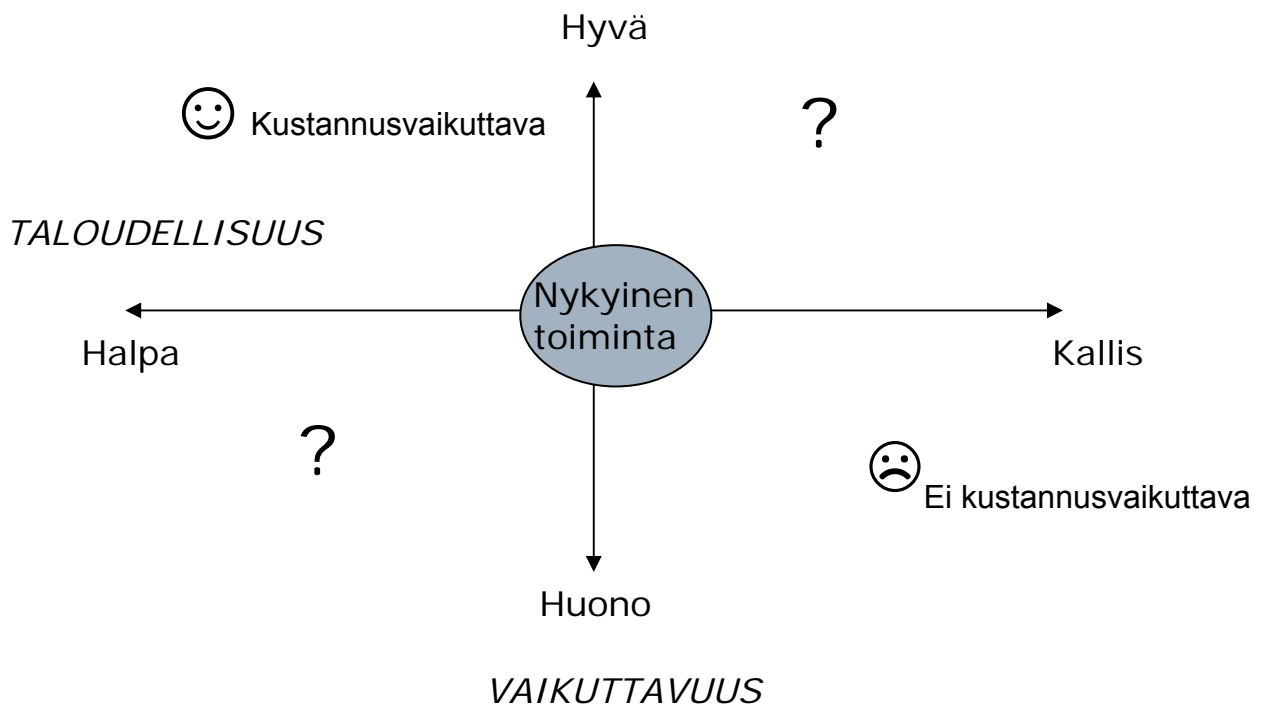 Hyvä
Kustannusvaikuttava
?
TALOUDELLISUUS
Nykyinen
toiminta
Halpa
Kallis
?
Ei kustannusvaikuttava
Huono
VAIKUTTAVUUS